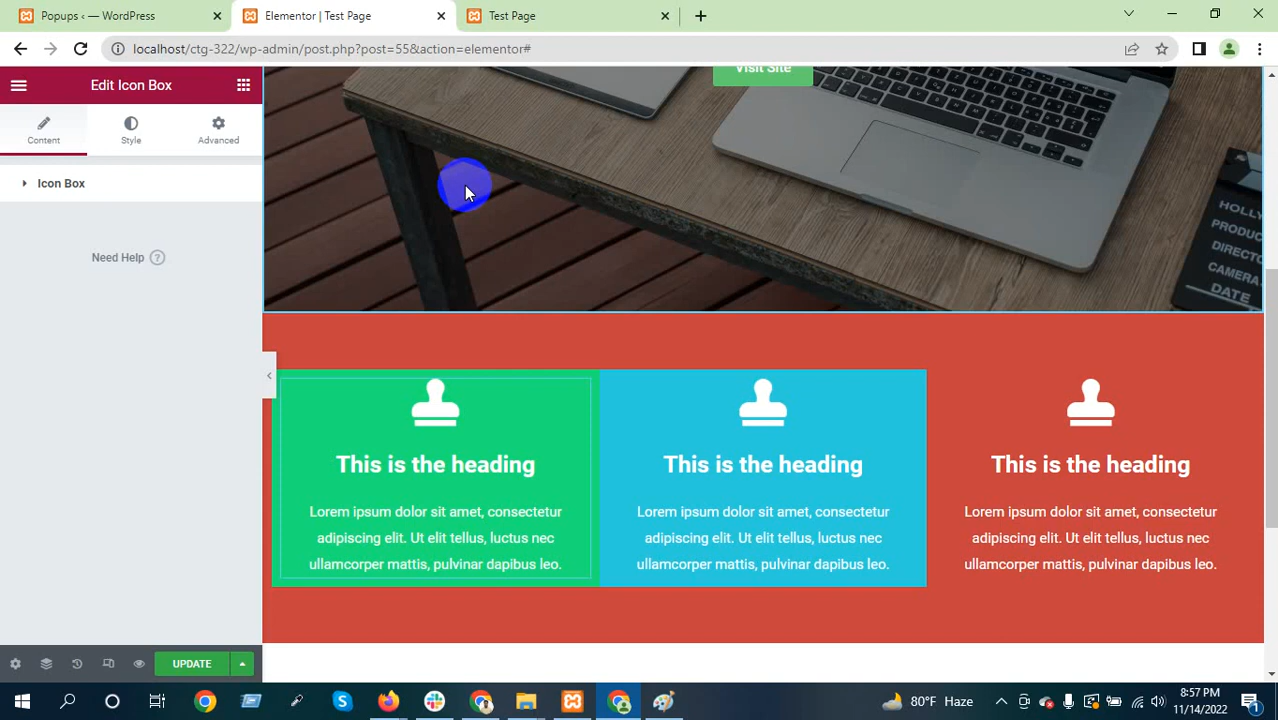 Popups ‹ — WordPress
Elementor | Test Page
Test Page
localhost/ctg-322/wp-admin/post.php?post=55&action=elementor#
Edit Icon Box
Content
Style
Advanced
Icon Box
Need Help ?
Visit Site
HOLLY
PRODUC
DIRECTO
CAMERA
DATE
This is the heading
Lorem ipsum dolor sit amet, consectetur
adipiscing elit. Ut elit tellus, luctus nec
ullamcorper mattis, pulvinar dapibus leo.
This is the heading
Lorem ipsum dolor sit amet, consectetur
adipiscing elit. Ut elit tellus, luctus nec
ullamcorper mattis, pulvinar dapibus leo.
This is the heading
Lorem ipsum dolor sit amet, consectetur
adipiscing elit. Ut elit tellus, luctus nec
ullamcorper mattis, pulvinar dapibus leo.
UPDATE
80°F Haze
8:57 PM
11/14/2022